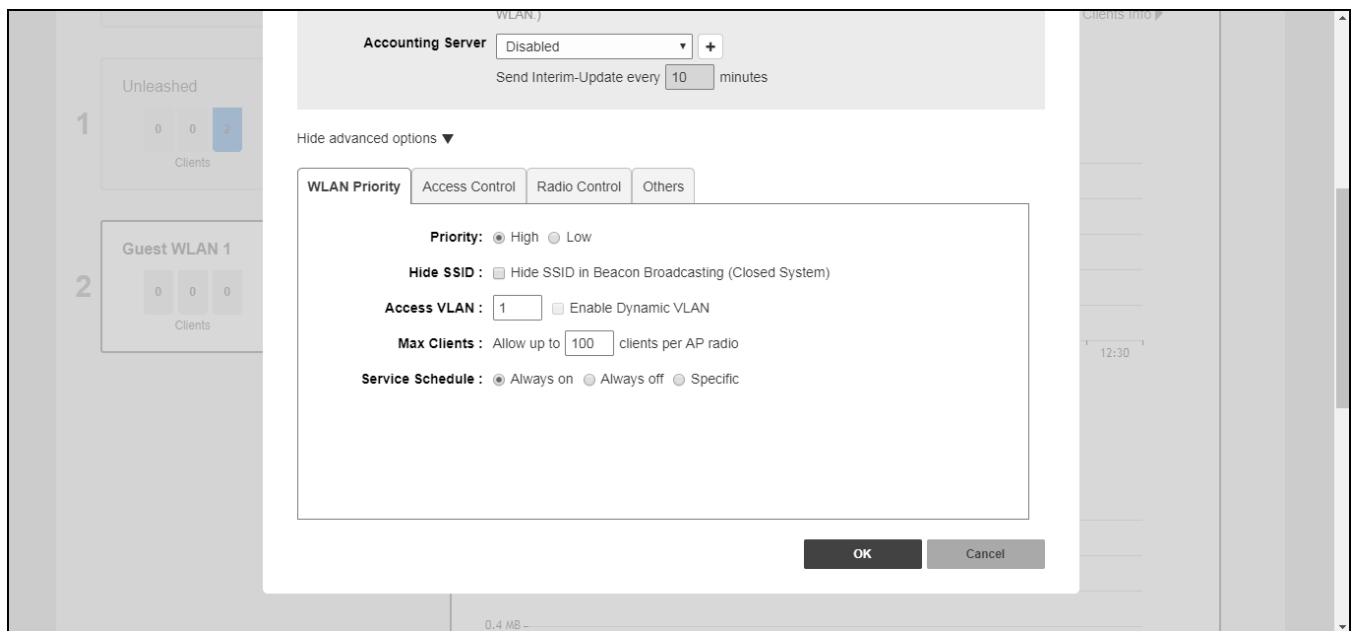 WLAN.)
Clients Info
Accounting Server Disabled +
Send Interim-Update every 10 minutes
Unleashed
1
0 0 2
Clients
Hide advanced options ▼
WLAN Priority Access Control Radio Control Others
Priority: High Low
Guest WLAN 1
Hide SSID : Hide SSID in Beacon Broadcasting (Closed System)
2
0 0 0
Access VLAN : 1 Enable Dynamic VLAN
Clients
Max Clients : Allow up to 100 clients per AP radio
12:30
Service Schedule : Always on Always off Specific
OK Cancel
0.4 MB